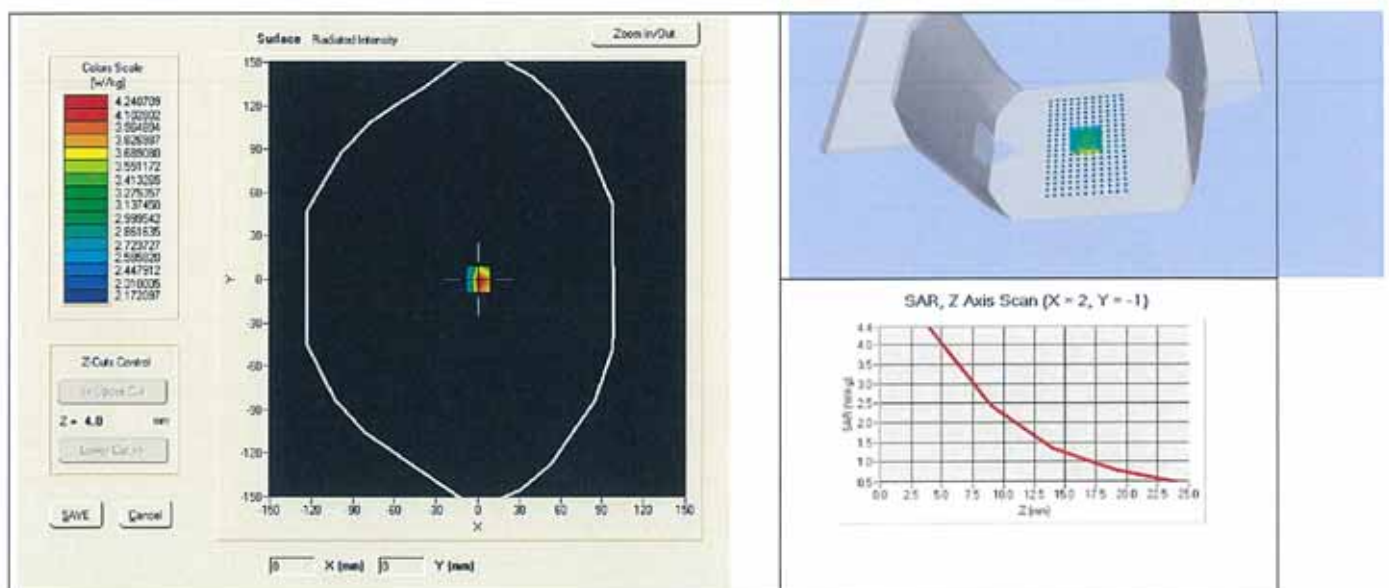 Surface Radiated Intensity
Zoom In/Out
Colors Scale
[W/kg]
4.240709
4.102802
3.964894
3.826987
3.689080
3.551172
3.413265
3.275357
3.137450
2.999542
2.861635
2.723727
2.585820
2.447912
2.310005
2.172097
Z-Cuts Control
Z = 4.0 mm
SAVE Cancel
150
120
90
60
30
0
-30
-60
-90
-120
-150
Y
-150 -120 -90 -60 -30 0 30 60 90 120 150
X
0 X (mm) 0 Y (mm)
SAR, Z Axis Scan (X = 2, Y = -1)
4.4
4.0
3.5
3.0
2.5
2.0
1.5
1.0
0.5
SAR (W/kg)
0.0 2.5 5.0 7.5 10.0 12.5 15.0 17.5 20.0 22.5 25.0
Z (mm)